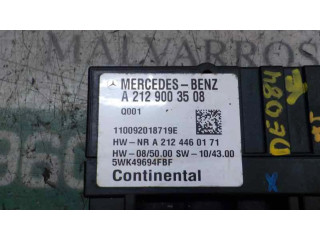 MALVARROS
MERCEDES-BENZ
A 212 900 35 08
Q001
110092018719E
HW-NR A 212 446 01 71
HW-08/50.00 SW-10/43.00
5WK49694FBF
Continental
DE084